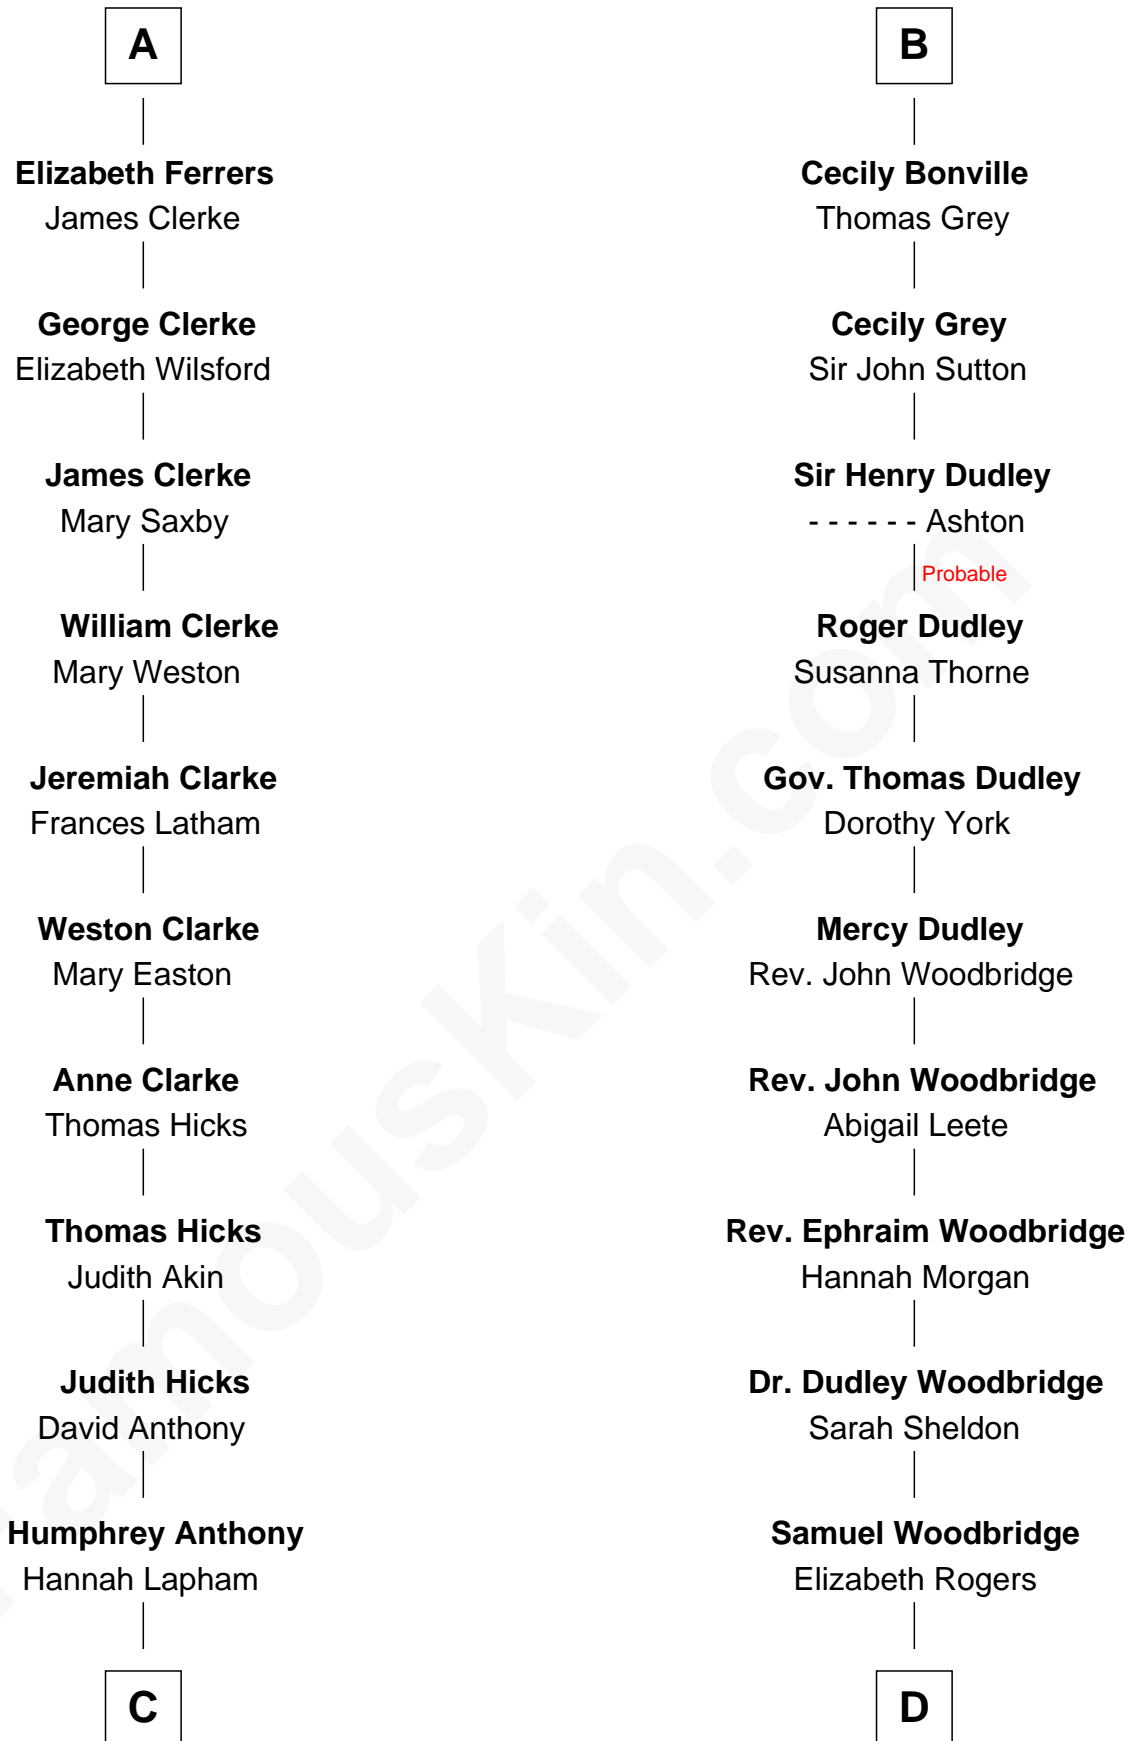 A
Elizabeth Ferrers
James Clerke
George Clerke
Elizabeth Wilsford
James Clerke
Mary Saxby
William Clerke
Mary Weston
Jeremiah Clarke
Frances Latham
Weston Clarke
Mary Easton
Anne Clarke
Thomas Hicks
Thomas Hicks
Judith Akin
Judith Hicks
David Anthony
Humphrey Anthony
Hannah Lapham
C
B
Cecily Bonville
Thomas Grey
Cecily Grey
Sir John Sutton
Sir Henry Dudley
- - - - - - Ashton
Probable
Roger Dudley
Susanna Thorne
Gov. Thomas Dudley
Dorothy York
Mercy Dudley
Rev. John Woodbridge
Rev. John Woodbridge
Abigail Leete
Rev. Ephraim Woodbridge
Hannah Morgan
Dr. Dudley Woodbridge
Sarah Sheldon
Samuel Woodbridge
Elizabeth Rogers
D
FamousKin.com